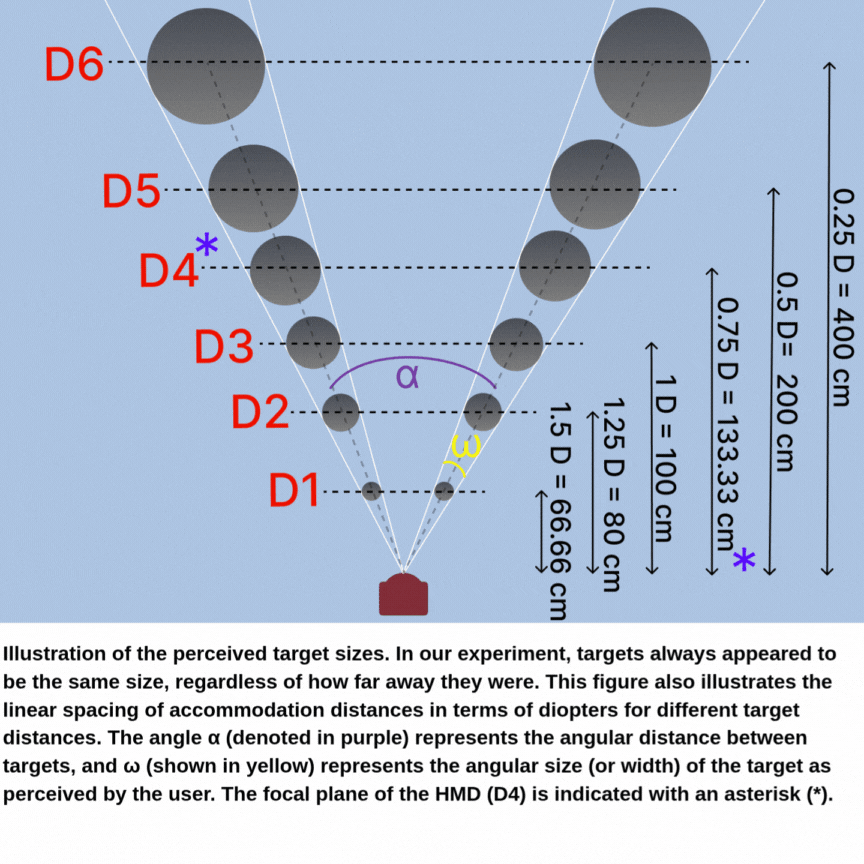 D6
D5
D4*
D3
D2
D1
α
ω
1.5 D = 66.66 cm
1.25 D = 80 cm
1 D = 100 cm
0.75 D = 133.33 cm*
0.5 D= 200 cm
0.25 D = 400 cm
Illustration of the perceived target sizes. In our experiment, targets always appeared to
be the same size, regardless of how far away they were. This figure also illustrates the
linear spacing of accommodation distances in terms of diopters for different target
distances. The angle α (denoted in purple) represents the angular distance between
targets, and ω (shown in yellow) represents the angular size (or width) of the target as
perceived by the user. The focal plane of the HMD (D4) is indicated with an asterisk (*).